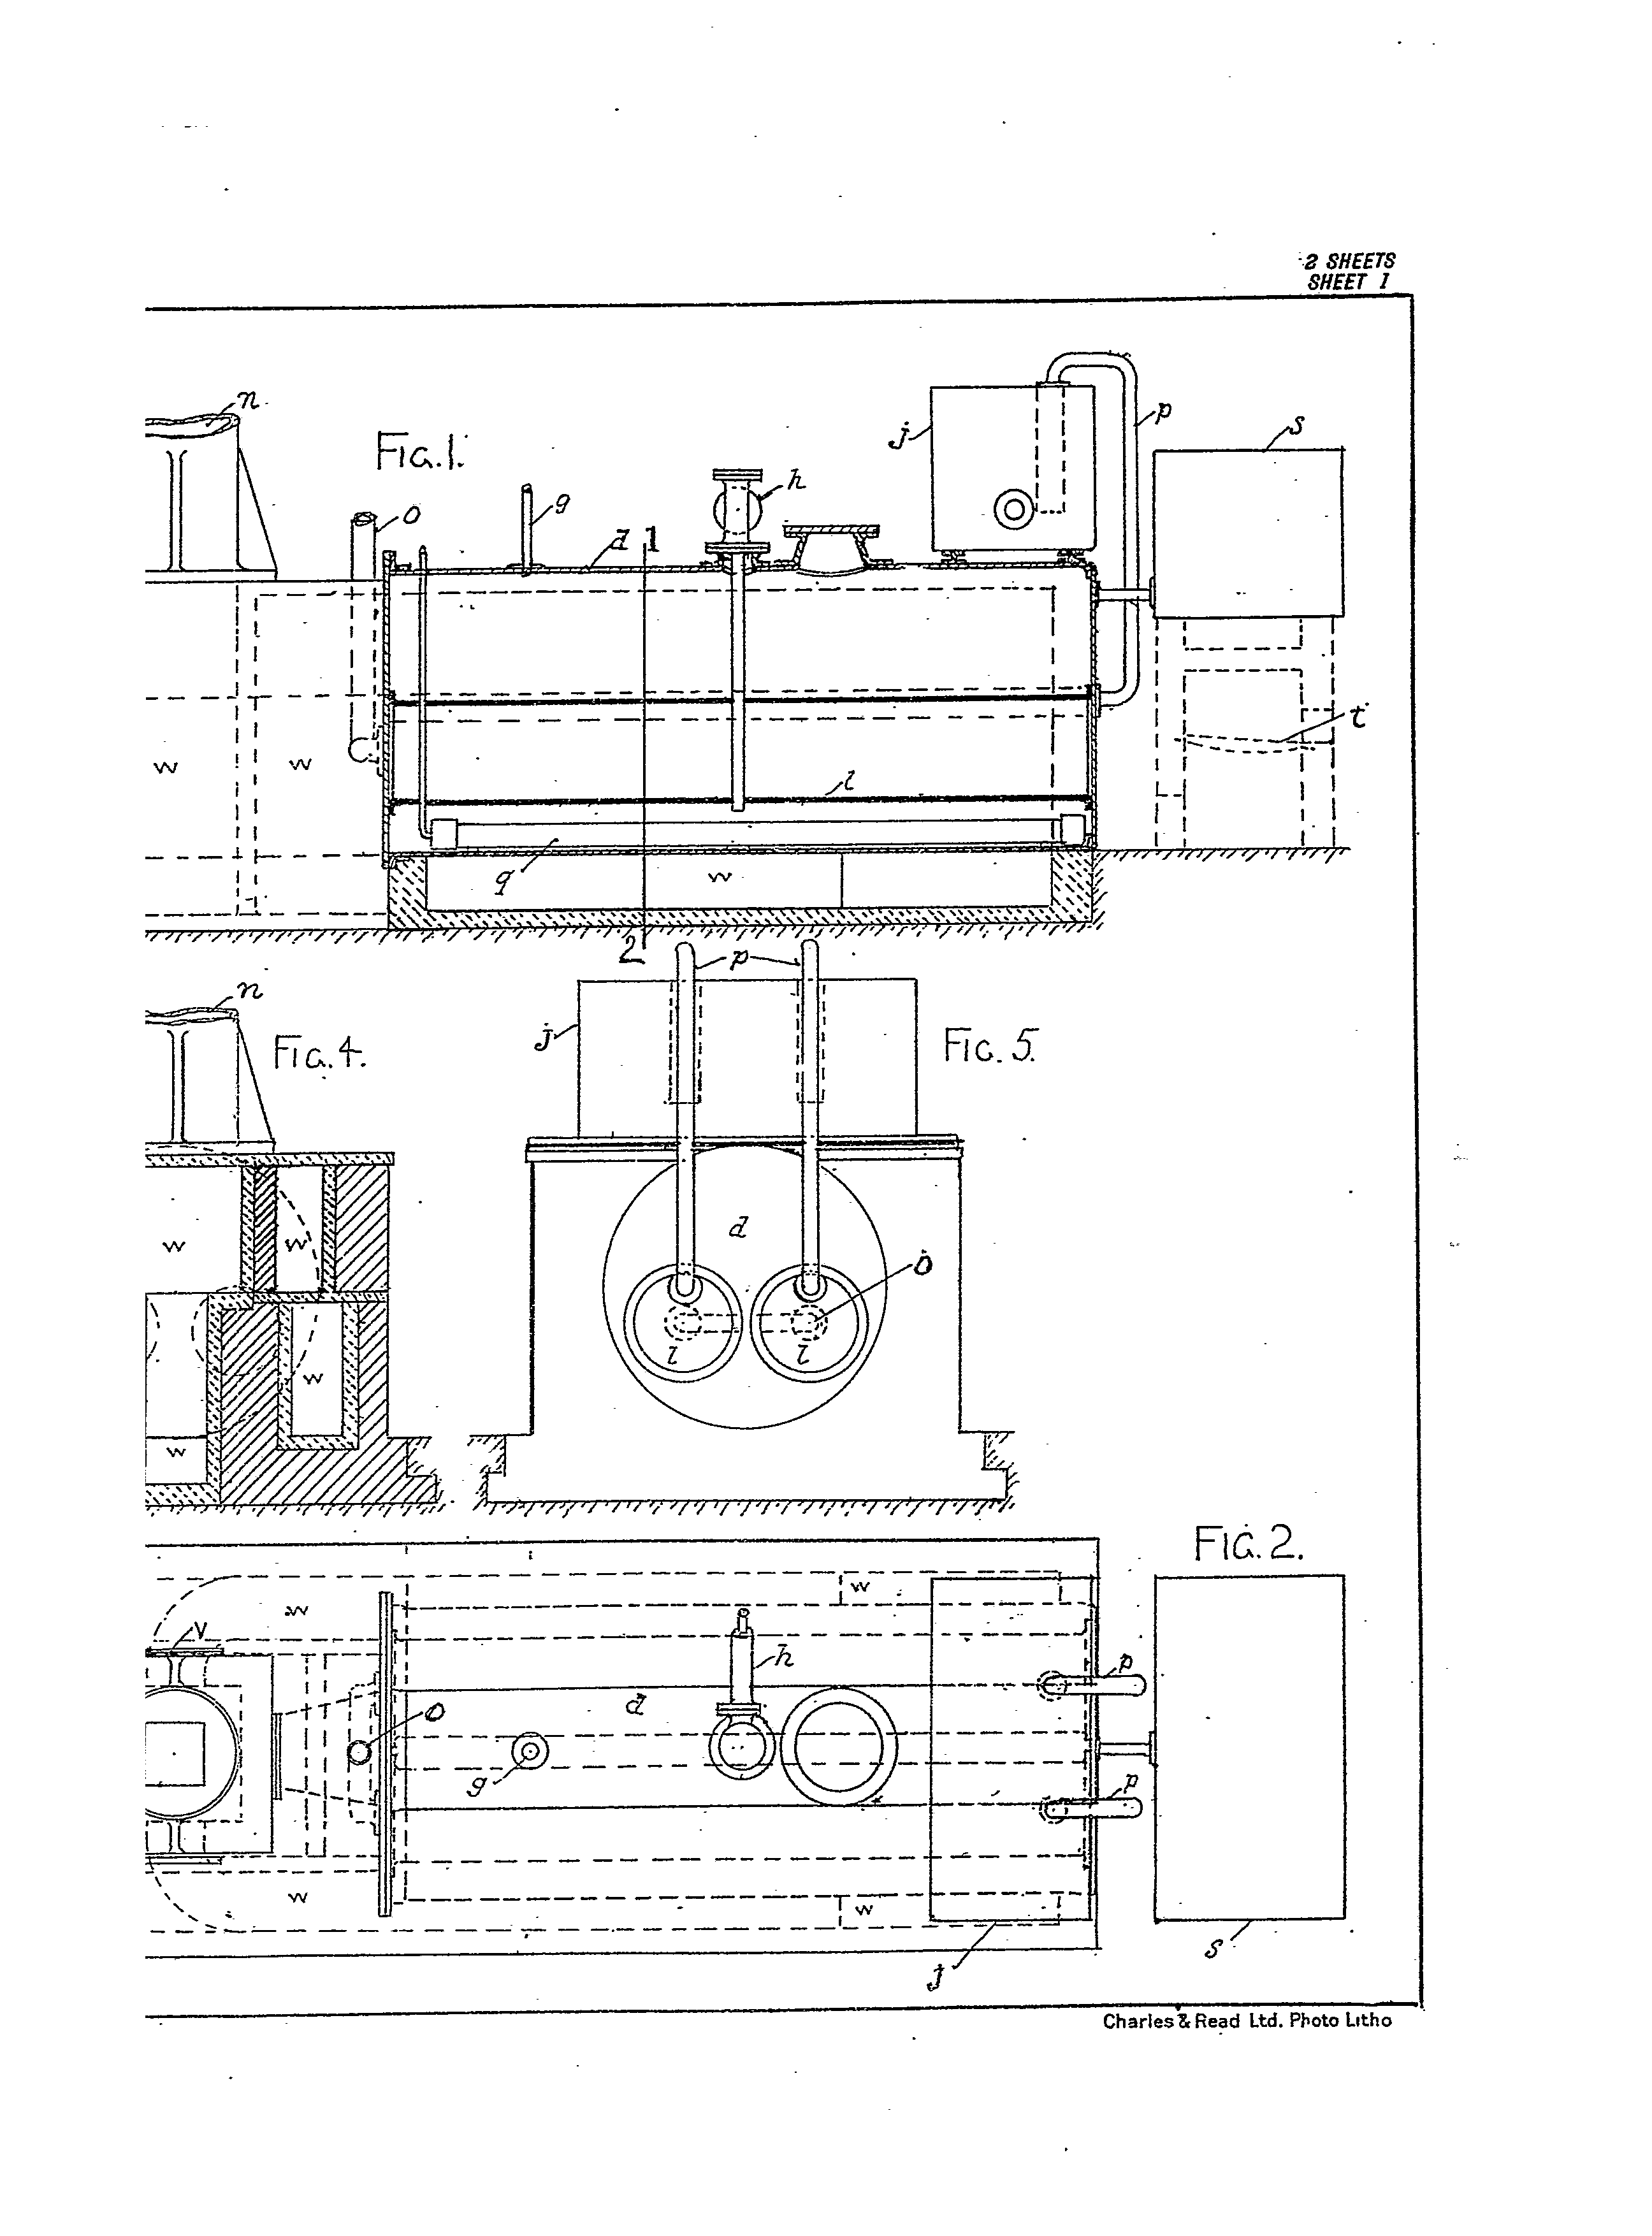 2 SHEETS
SHEET 1
n
FIG. 1.
j
p
s
o
g
h
d 1
w
w
t
l
g
w
2
p
n
FIG. 4.
j
FIG. 5.
w
w
d
o
w
l
l
w
FIG. 2.
w
w
v
h
p
d
o
g
p
w
w
j
s
Charles & Read Ltd. Photo Litho